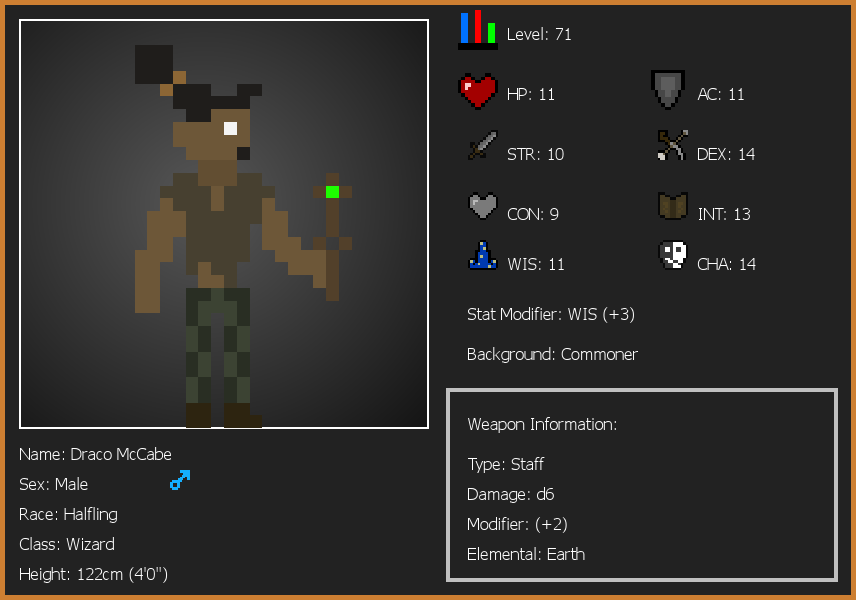 Level: 71
HP: 11
AC: 11
STR: 10
DEX: 14
CON: 9
INT: 13
WIS: 11
CHA: 14
Stat Modifier: WIS (+3)
Background: Commoner
Weapon Information:
Type: Staff
Damage: d6
Modifier: (+2)
Elemental: Earth
Name: Draco McCabe
Sex: Male
Race: Halfling
Class: Wizard
Height: 122cm (4'0")